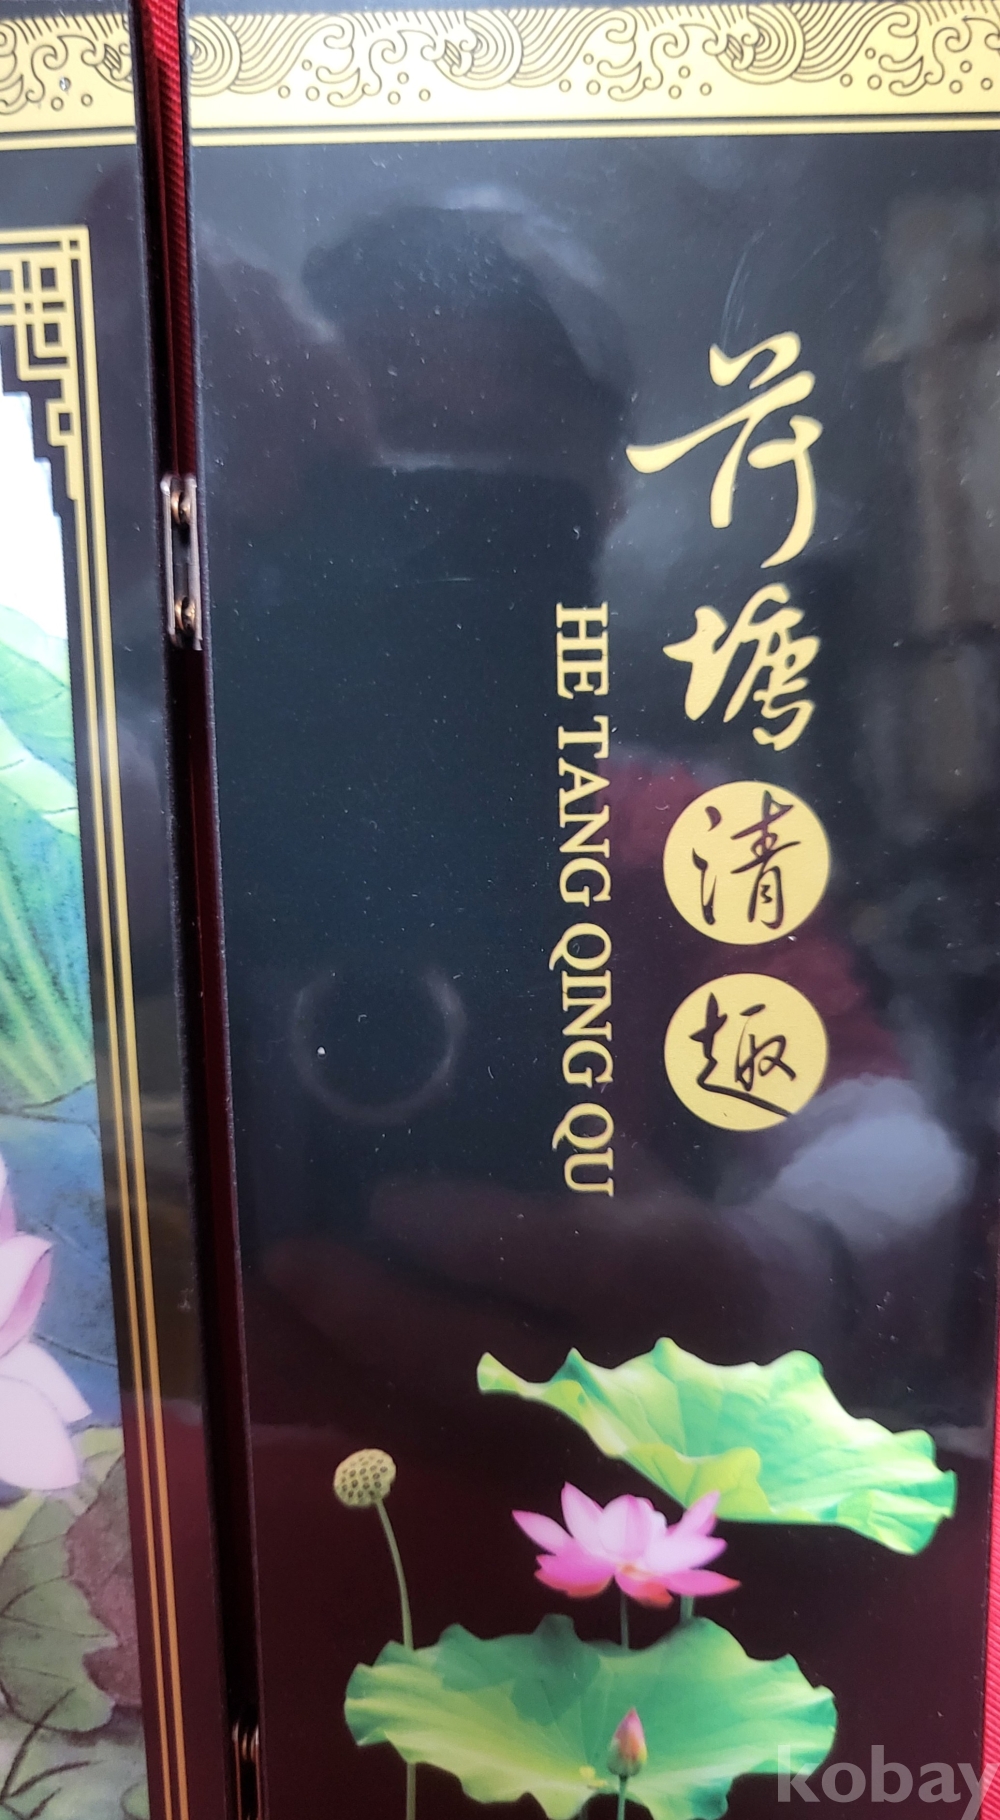 荷塘清趣
HE TANG QING QU
kobay